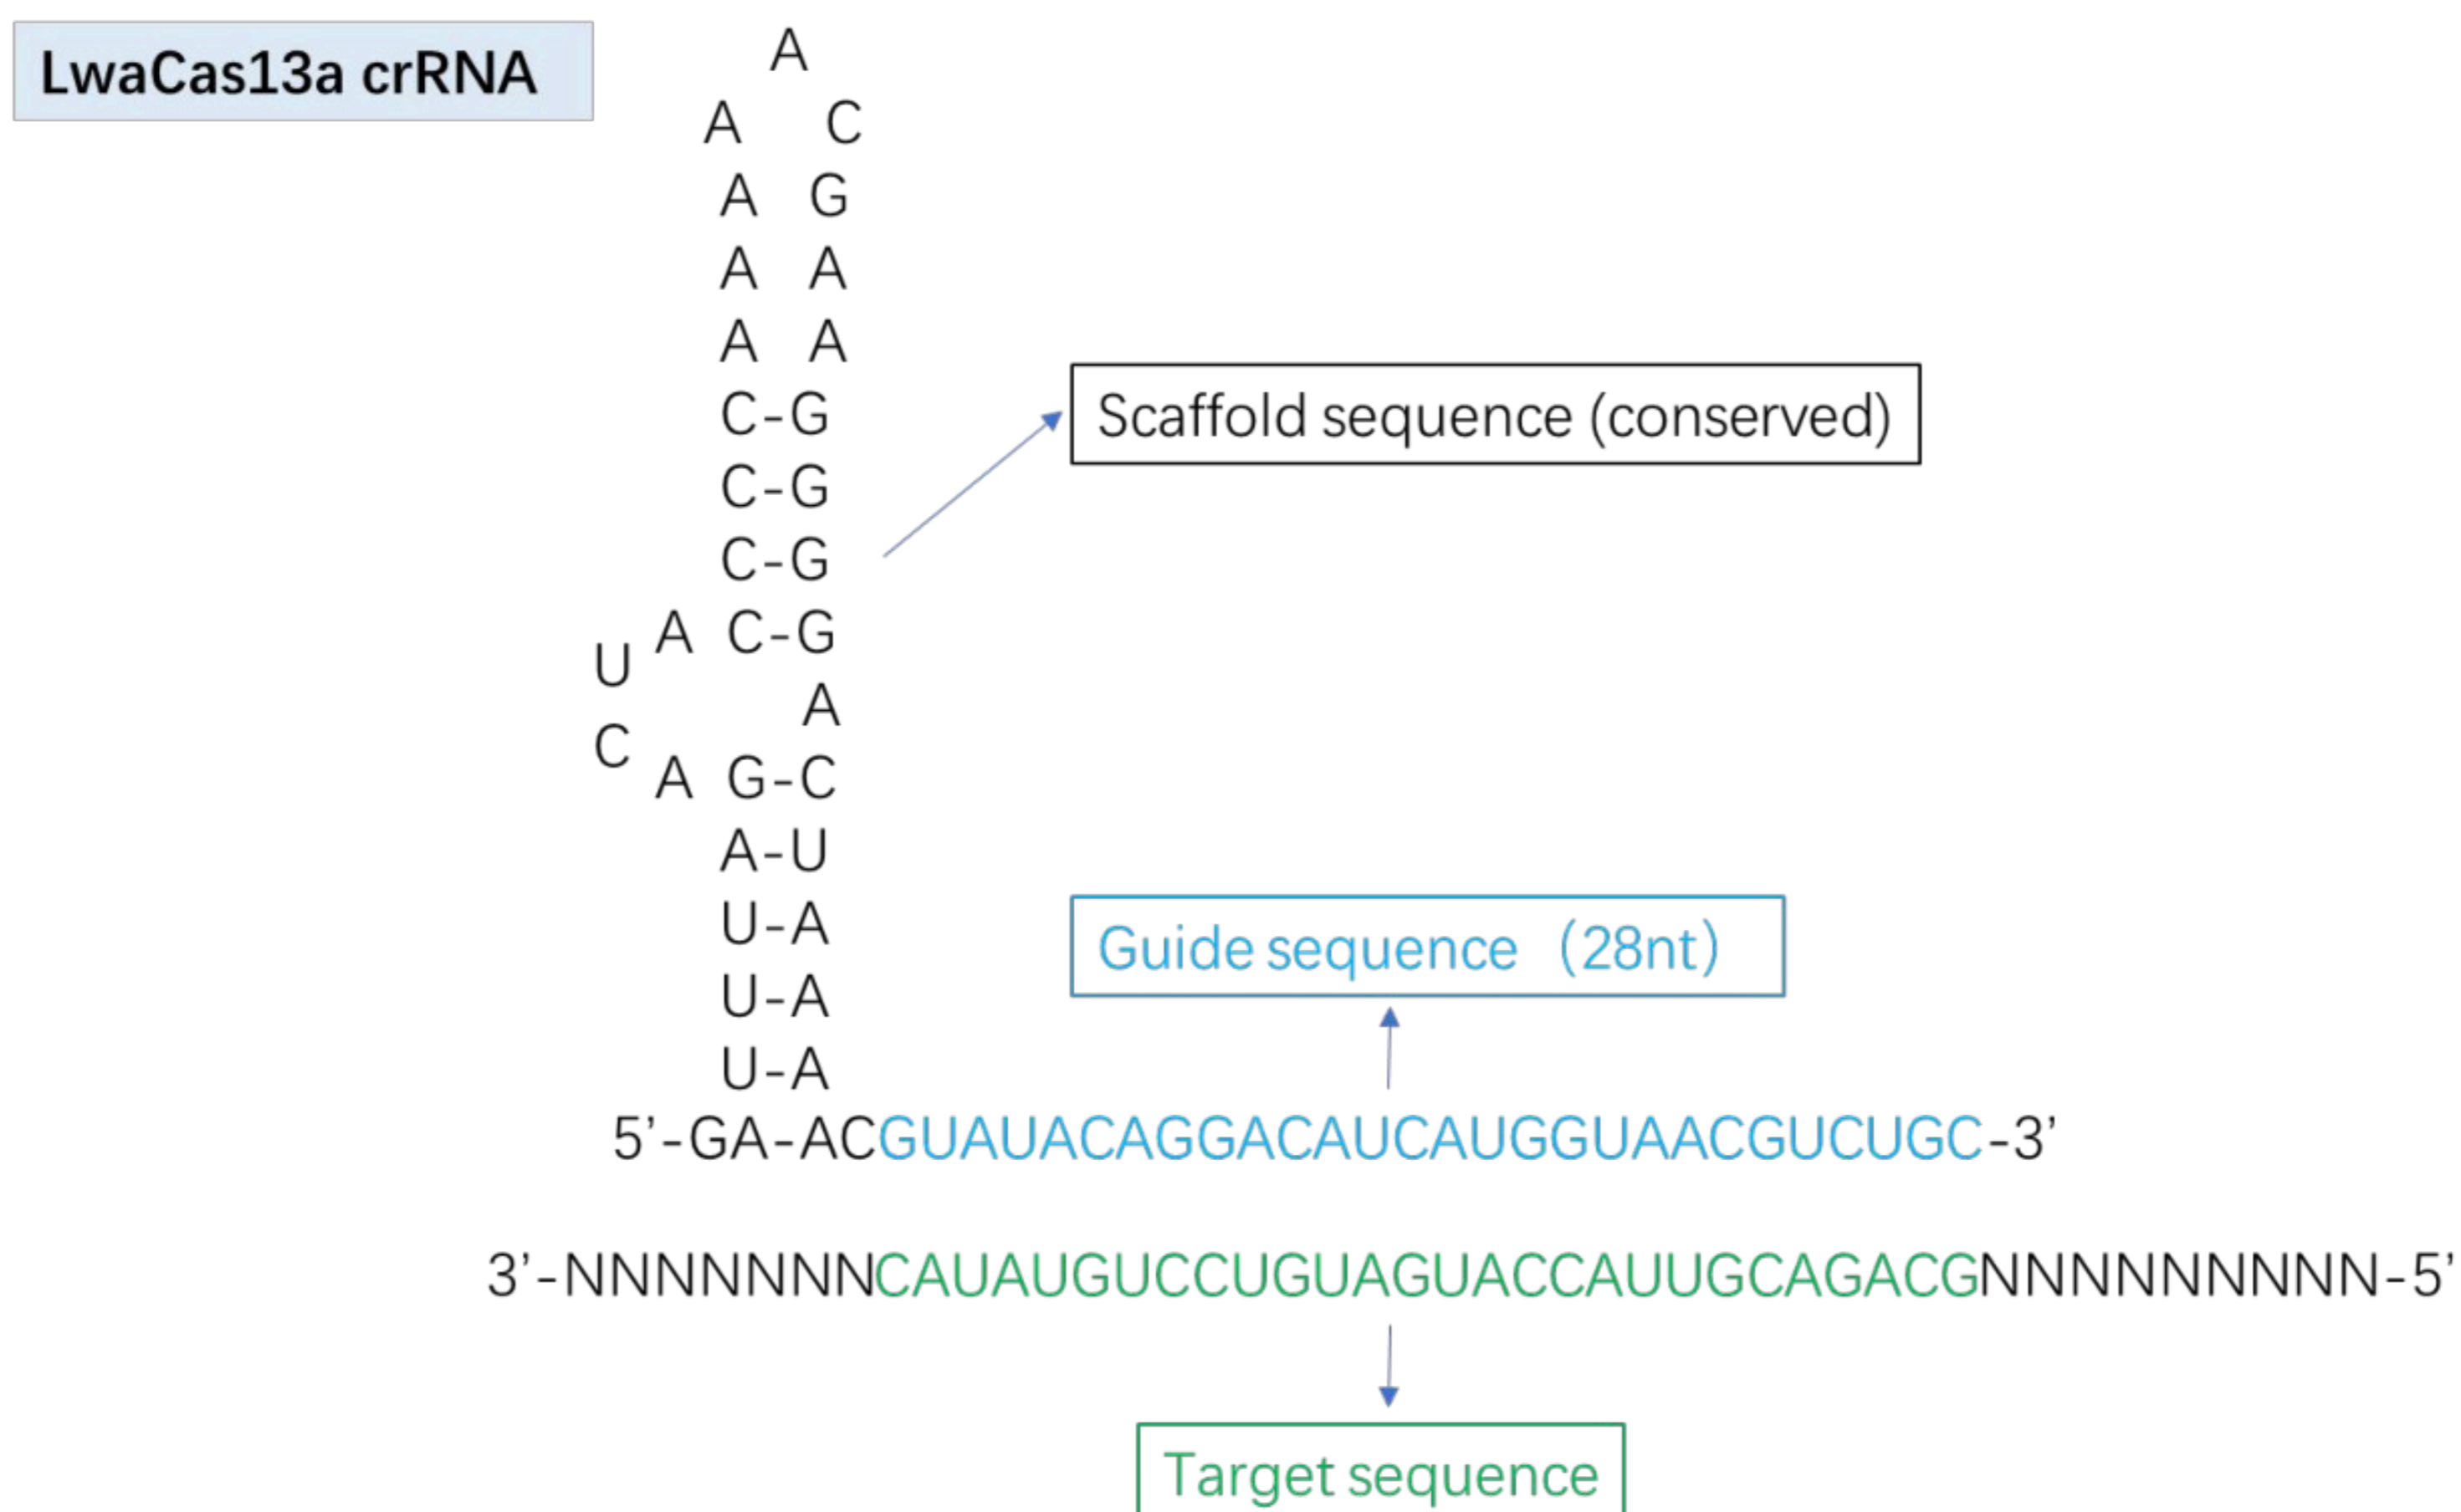 LwaCas13a crRNA
A
A C
A G
A A
A A
C-G
C-G
C-G
U A C-G
A
C A G-C
A-U
U-A
U-A
U-A
Scaffold sequence (conserved)
Guide sequence (28nt)
5'-GA-ACGUAUACAGGACAUCAUGGUAACGUCUGC-3'
3'-NNNNNNNCAUAUGUCCUGUAGUACCAUUGCAGACGNNNNNNNNN-5'
Target sequence